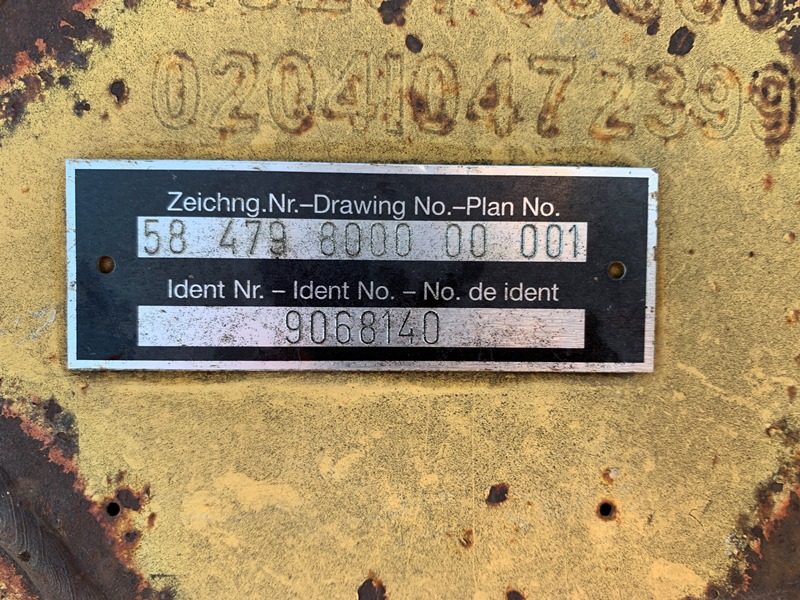 020410472399
Zeichng.Nr.–Drawing No.–Plan No.
58 479 8000 00 001
Ident Nr. – Ident No. – No. de ident
9068140